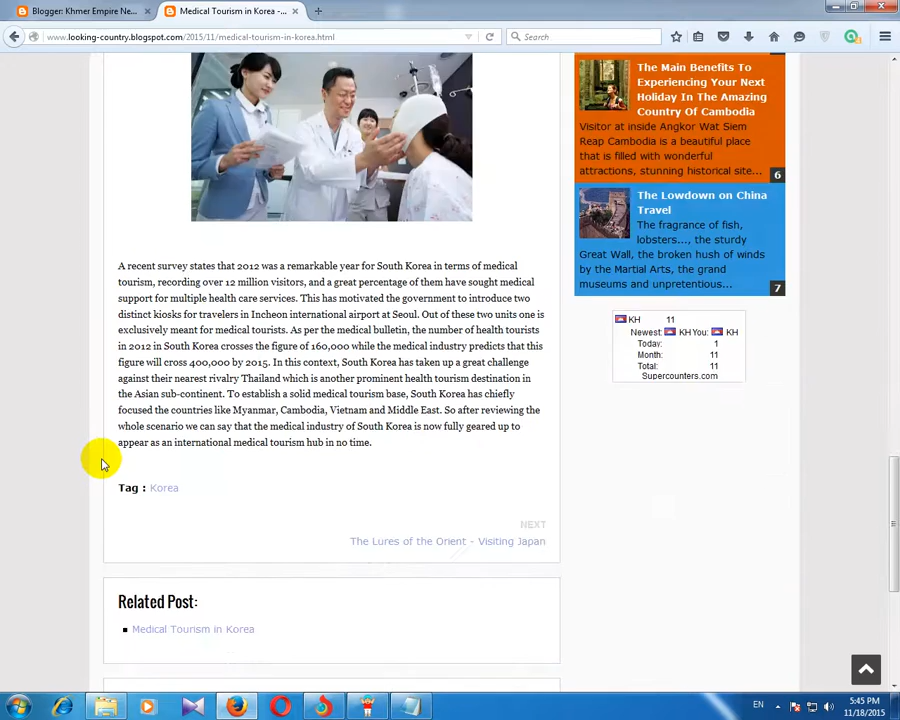 Blogger: Khmer Empire Ne...
Medical Tourism in Korea -...
www.looking-country.blogspot.com/2015/11/medical-tourism-in-korea.html
Search
The Main Benefits To
Experiencing Your Next
Holiday In The Amazing
Country Of Cambodia
Visitor at inside Angkor Wat Siem
Reap Cambodia is a beautiful place
that is filled with wonderful
attractions, stunning historical site...
6
The Lowdown on China
Travel
The fragrance of fish,
lobsters..., the sturdy
Great Wall, the broken hush of winds
by the Martial Arts, the grand
museums and unpretentious...
7
KH 11
Newest: KH You: KH
Today: 1
Month: 11
Total: 11
Supercounters.com
A recent survey states that 2012 was a remarkable year for South Korea in terms of medical
tourism, recording over 12 million visitors, and a great percentage of them have sought medical
support for multiple health care services. This has motivated the government to introduce two
distinct kiosks for travelers in Incheon international airport at Seoul. Out of these two units one is
exclusively meant for medical tourists. As per the medical bulletin, the number of health tourists
in 2012 in South Korea crosses the figure of 160,000 while the medical industry predicts that this
figure will cross 400,000 by 2015. In this context, South Korea has taken up a great challenge
against their nearest rivalry Thailand which is another prominent health tourism destination in
the Asian sub-continent. To establish a solid medical tourism base, South Korea has chiefly
focused the countries like Myanmar, Cambodia, Vietnam and Middle East. So after reviewing the
whole scenario we can say that the medical industry of South Korea is now fully geared up to
appear as an international medical tourism hub in no time.
Tag : Korea
NEXT
The Lures of the Orient - Visiting Japan
Related Post:
Medical Tourism in Korea
EN
5:45 PM
11/18/2015